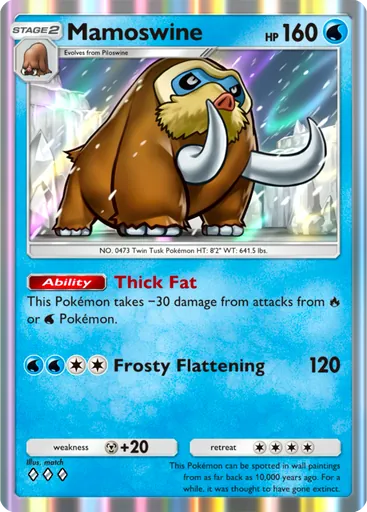 STAGE 2 Mamoswine HP 160
Evolves from Piloswine
NO. 0473 Twin Tusk Pokémon HT: 8'2" WT: 641.5 lbs.
Ability Thick Fat
This Pokémon takes −30 damage from attacks from
or Pokémon.
Frosty Flattening 120
weakness +20 retreat
Illus. match
This Pokémon can be spotted in wall paintings
from as far back as 10,000 years ago. For a
while, it was thought to have gone extinct.